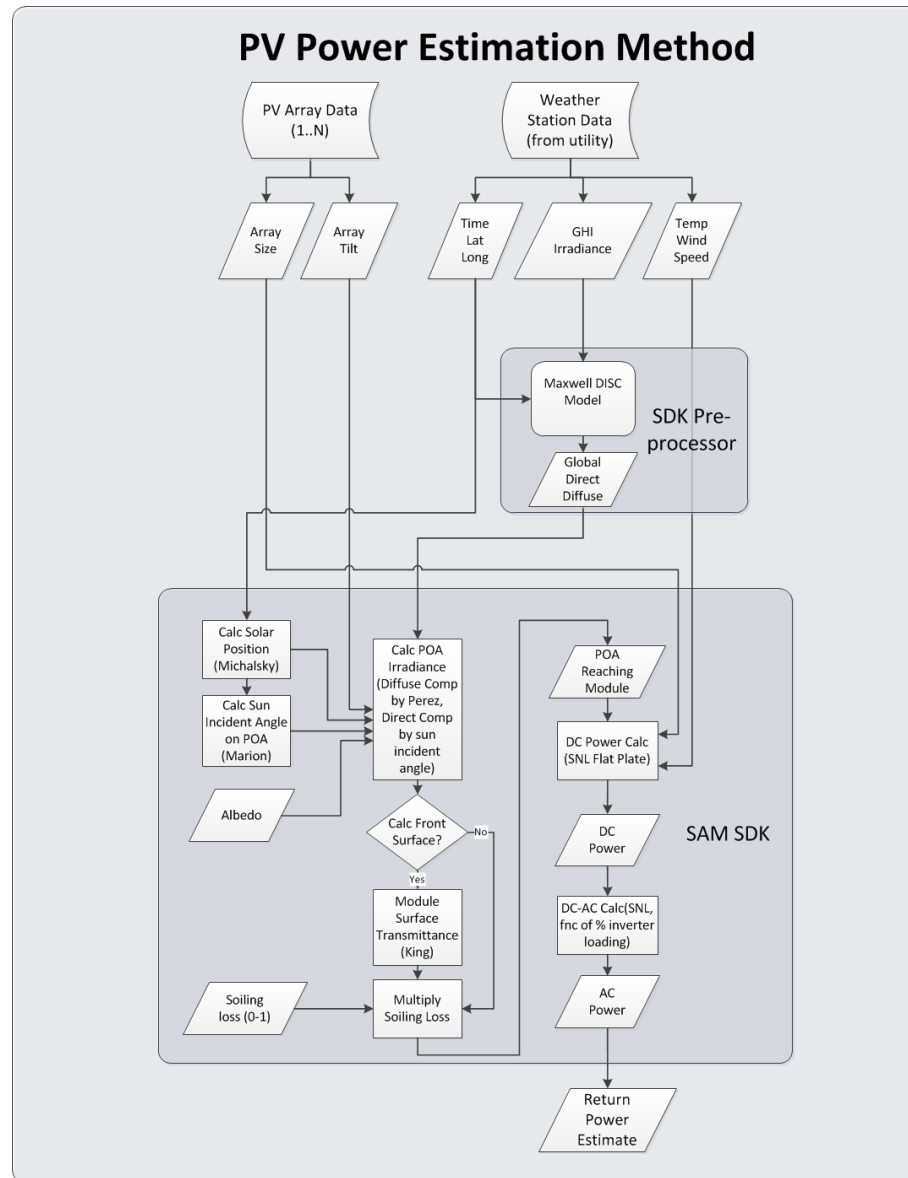 PV Power Estimation Method
PV Array Data
(1..N)
Weather
Station Data
(from utility)
Array
Size
Array
Tilt
Time
Lat
Long
GHI
Irradiance
Temp
Wind
Speed
Maxwell DISC
Model
SDK Pre-
processor
Global
Direct
Diffuse
Calc Solar
Position
(Michalsky)
Calc Sun
Incident Angle
on POA
(Marion)
Albedo
Calc POA
Irradiance
(Diffuse Comp
by Perez,
Direct Comp
by sun
incident
angle)
Calc Front
Surface?
No
Yes
Module
Surface
Transmittance
(King)
Soiling
loss (0-1)
Multiply
Soiling Loss
POA
Reaching
Module
DC Power Calc
(SNL Flat Plate)
DC
Power
SAM SDK
DC-AC Calc(SNL,
fnc of % inverter
loading)
AC
Power
Return
Power
Estimate